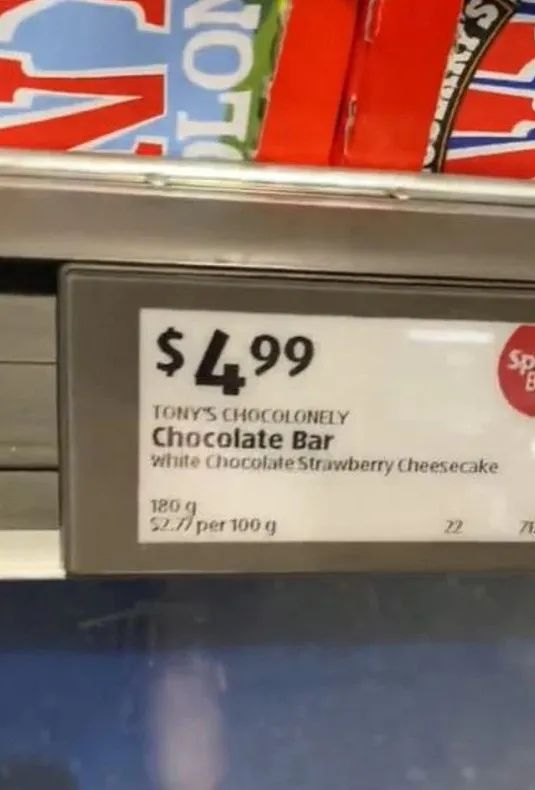 $4.99
TONY'S CHOCOLONELY
Chocolate Bar
White Chocolate Strawberry Cheesecake
180 g
$2.77 per 100 g
22